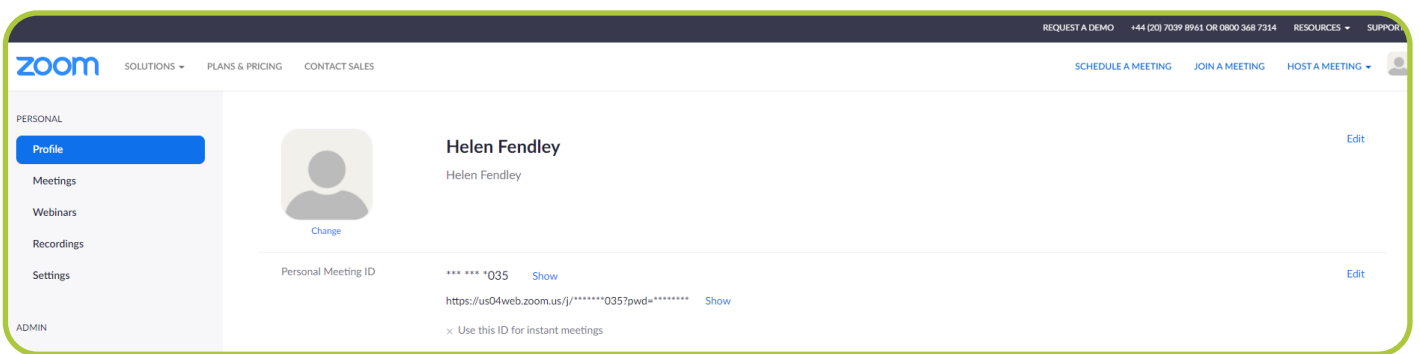 REQUEST A DEMO +44 (20) 7039 8961 OR 0800 368 7314 RESOURCES SUPPORT
zoom SOLUTIONS PLANS & PRICING CONTACT SALES SCHEDULE A MEETING JOIN A MEETING HOST A MEETING
PERSONAL
Profile
Meetings
Webinars
Recordings
Settings
ADMIN
Change
Helen Fendley
Helen Fendley
Edit
Personal Meeting ID *** *** *035 Show Edit
https://us04web.zoom.us/j/*******035?pwd=******** Show
× Use this ID for instant meetings